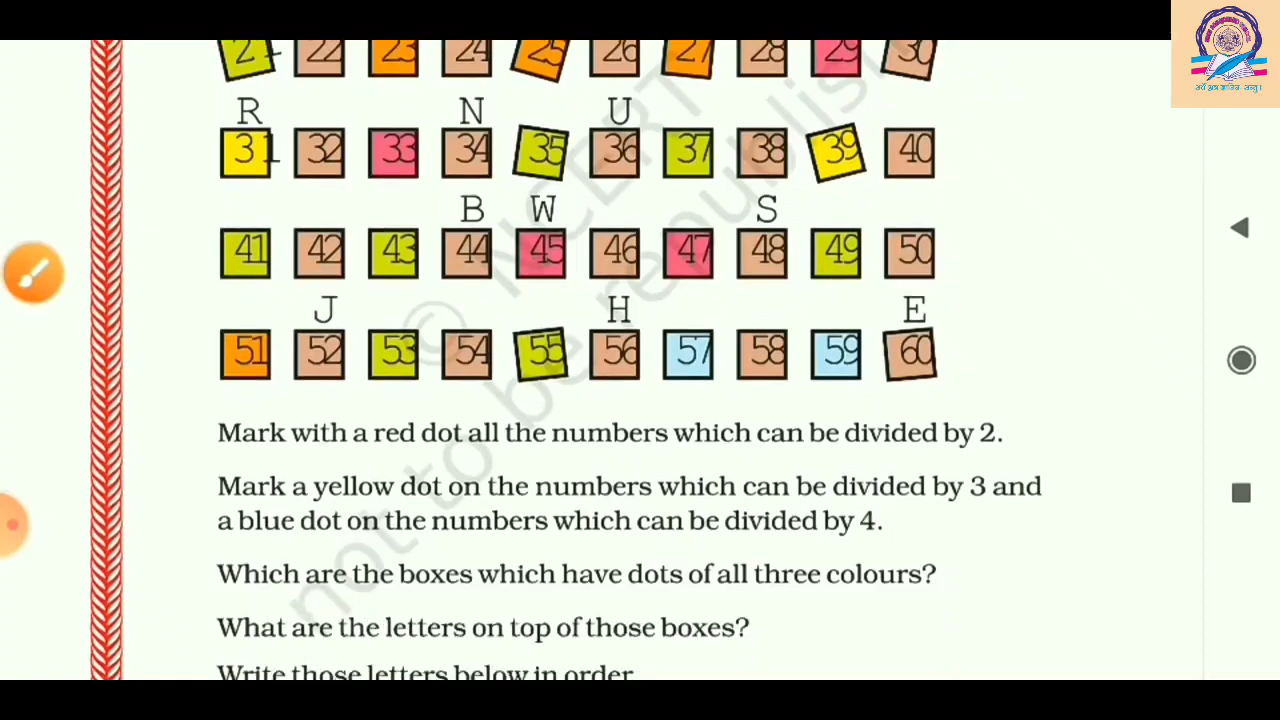 21 22 23 24 25 26 27 28 29 30
R N U
31 32 33 34 35 36 37 38 39 40
B W S
41 42 43 44 45 46 47 48 49 50
J H E
51 52 53 54 55 56 57 58 59 60
Mark with a red dot all the numbers which can be divided by 2.
Mark a yellow dot on the numbers which can be divided by 3 and
a blue dot on the numbers which can be divided by 4.
Which are the boxes which have dots of all three colours?
What are the letters on top of those boxes?
Write those letters below in order
© NCERT
not to be republis